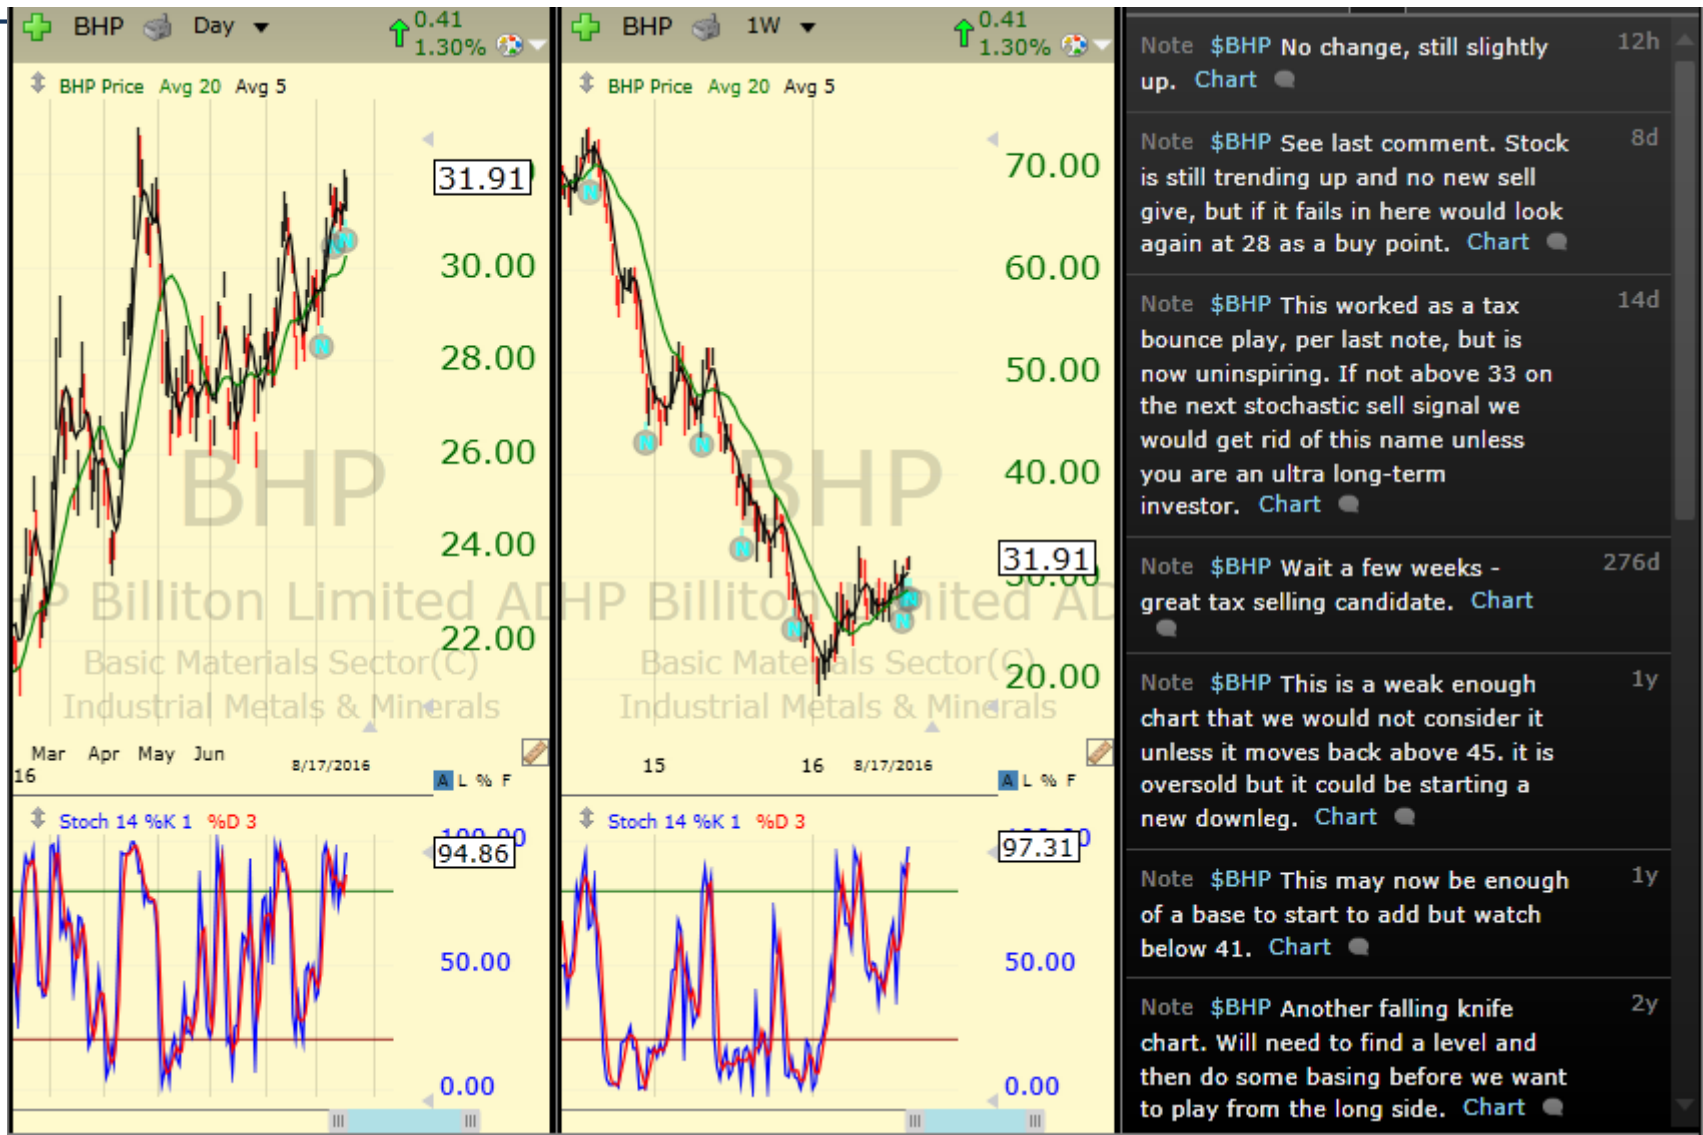 BHP Day 0.41
1.30%
BHP Price Avg 20 Avg 5
31.91
30.00
28.00
26.00
24.00
22.00
BHP
HP Billiton Limited AD
Basic Materials Sector(C)
Industrial Metals & Minerals
Mar Apr May Jun 8/17/2016
16
A L % F
Stoch 14 %K 1 %D 3
100.00
94.86
50.00
0.00
BHP 1W 0.41
1.30%
BHP Price Avg 20 Avg 5
70.00
60.00
50.00
40.00
31.91
30.00
20.00
BHP
HP Billiton Limited AD
Basic Materials Sector(C)
Industrial Metals & Minerals
15 16 8/17/2016
A L % F
Stoch 14 %K 1 %D 3
97.31
50.00
0.00
Note $BHP No change, still slightly 12h
up. Chart
Note $BHP See last comment. Stock 8d
is still trending up and no new sell
give, but if it fails in here would look
again at 28 as a buy point. Chart
Note $BHP This worked as a tax 14d
bounce play, per last note, but is
now uninspiring. If not above 33 on
the next stochastic sell signal we
would get rid of this name unless
you are an ultra long-term
investor. Chart
Note $BHP Wait a few weeks - 276d
great tax selling candidate. Chart
Note $BHP This is a weak enough 1y
chart that we would not consider it
unless it moves back above 45. it is
oversold but it could be starting a
new downleg. Chart
Note $BHP This may now be enough 1y
of a base to start to add but watch
below 41. Chart
Note $BHP Another falling knife 2y
chart. Will need to find a level and
then do some basing before we want
to play from the long side. Chart